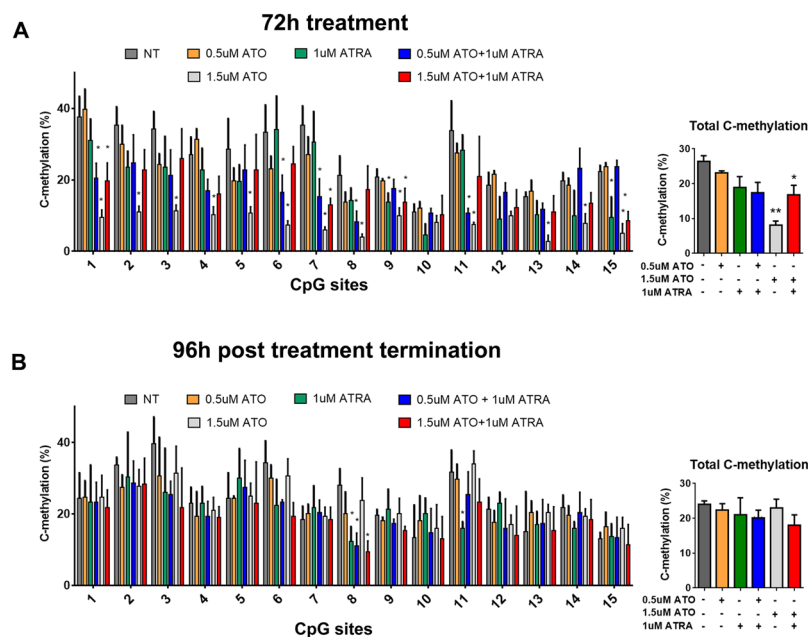 A
72h treatment
NT
0.5uM ATO
1uM ATRA
0.5uM ATO+1uM ATRA
1.5uM ATO
1.5uM ATO+1uM ATRA
C-methylation (%)
40
20
0
* * * * * * * * * * * * * * * * * * * * * * * *
1 2 3 4 5 6 7 8 9 10 11 12 13 14 15
CpG sites
Total C-methylation
C-methylation (%)
30
20
10
0
** *
0.5uM ATO - + - + - -
1.5uM ATO - - - - + +
1uM ATRA - - + + - +
B
96h post treatment termination
NT
0.5uM ATO
1uM ATRA
0.5uM ATO + 1uM ATRA
1.5uM ATO
1.5uM ATO+1uM ATRA
C-methylation (%)
40
20
0
* * * *
1 2 3 4 5 6 7 8 9 10 11 12 13 14 15
CpG sites
Total C-methylation
C-methylation (%)
30
20
10
0
0.5uM ATO - + - + - -
1.5uM ATO - - - - + +
1uM ATRA - - + + - +